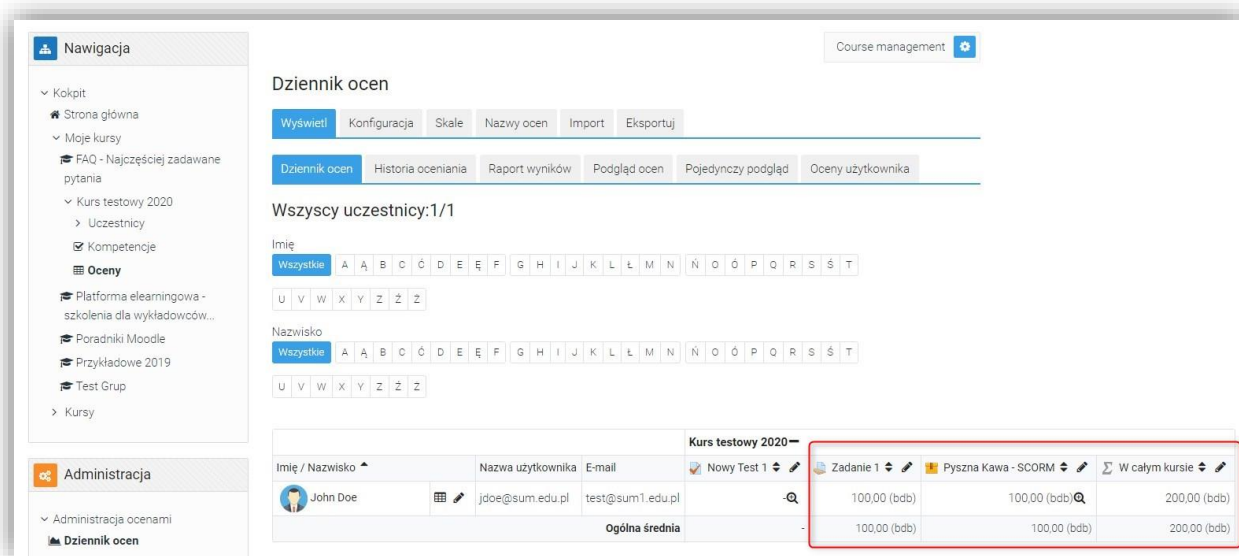 Nawigacja
Kokpit
Strona główna
Moje kursy
FAQ - Najczęściej zadawane
pytania
Kurs testowy 2020
Uczestnicy
Kompetencje
Oceny
Platforma elearningowa -
szkolenia dla wykładowców...
Poradniki Moodle
Przykładowe 2019
Test Grup
Kursy
Administracja
Administracja ocenami
Dziennik ocen
Course management
Dziennik ocen
Wyświetl Konfiguracja Skale Nazwy ocen Import Eksportuj
Dziennik ocen Historia oceniania Raport wyników Podgląd ocen Pojedynczy podgląd Oceny użytkownika
Wszyscy uczestnicy:1/1
Imię
Wszystkie A Ą B C Ć D E Ę F G H I J K L Ł M N Ń O Ó P Q R S Ś T
U V W X Y Z Ź Ż
Nazwisko
Wszystkie A Ą B C Ć D E Ę F G H I J K L Ł M N Ń O Ó P Q R S Ś T
U V W X Y Z Ź Ż
Kurs testowy 2020
Imię / Nazwisko Nazwa użytkownika E-mail Nowy Test 1 Zadanie 1 Pyszna Kawa - SCORM ∑ W całym kursie
John Doe jdoe@sum.edu.pl test@sum1.edu.pl - 100,00 (bdb) 100,00 (bdb) 200,00 (bdb)
Ogólna średnia - 100,00 (bdb) 100,00 (bdb) 200,00 (bdb)